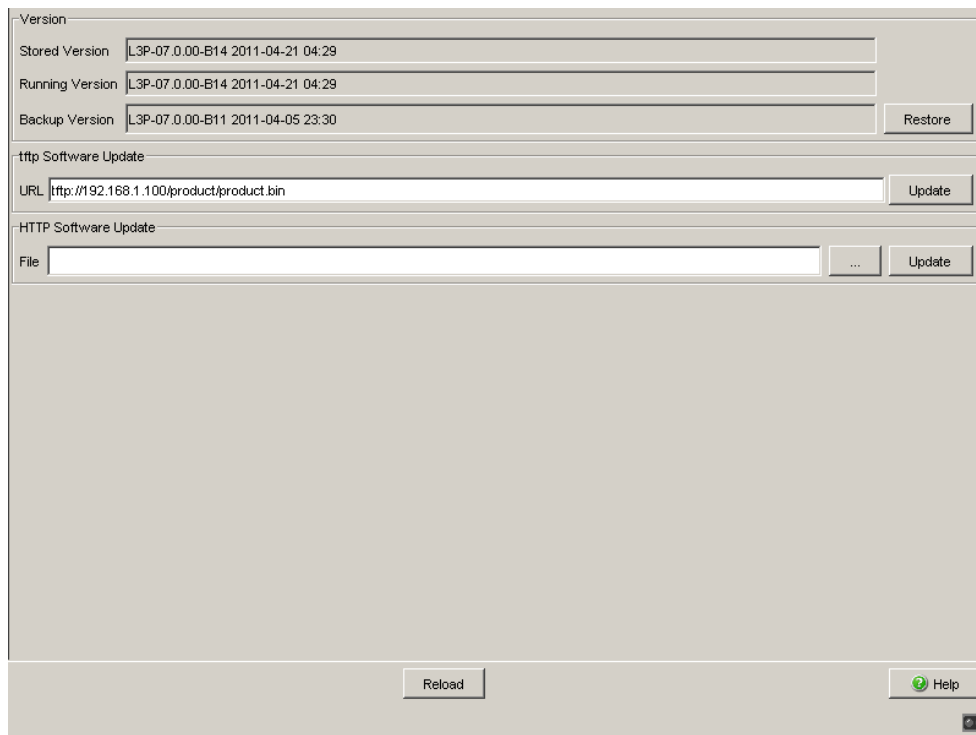 Version
Stored Version L3P-07.0.00-B14 2011-04-21 04:29
Running Version L3P-07.0.00-B14 2011-04-21 04:29
Backup Version L3P-07.0.00-B11 2011-04-05 23:30 Restore
tftp Software Update
URL tftp://192.168.1.100/product/product.bin Update
HTTP Software Update
File ... Update
Reload Help